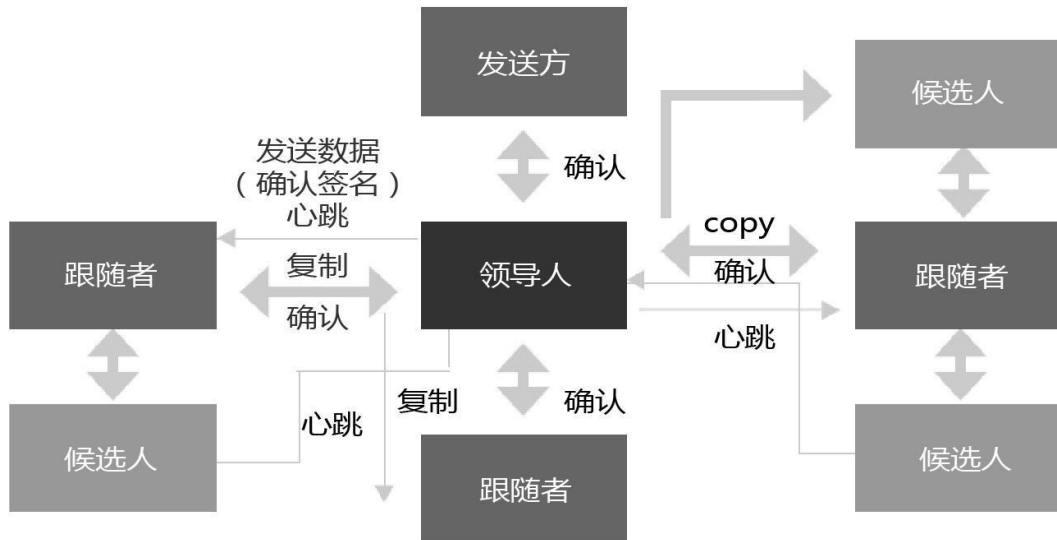 发送方
候选人
发送数据
（确认签名）
心跳
确认
copy
跟随者
复制
领导人
确认
跟随者
确认
心跳
心跳
复制
确认
候选人
跟随者
候选人